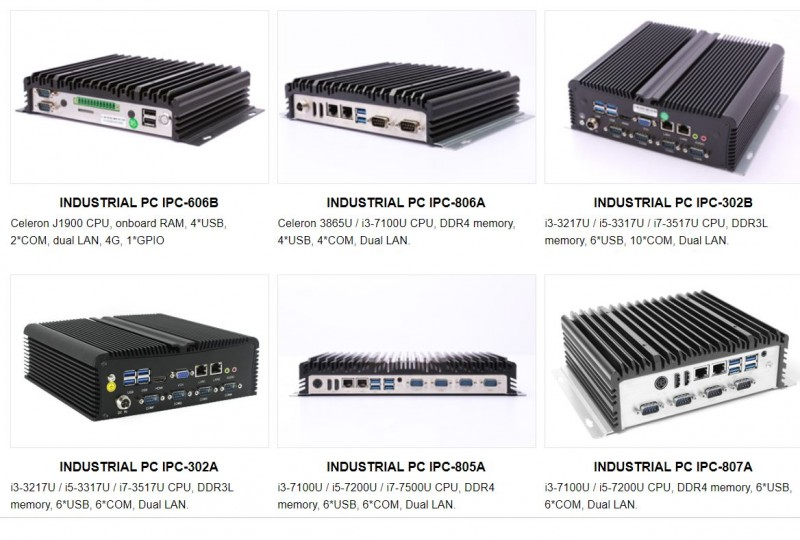 INDUSTRIAL PC IPC-606B
Celeron J1900 CPU, onboard RAM, 4*USB,
2*COM, dual LAN, 4G, 1*GPIO
INDUSTRIAL PC IPC-806A
Celeron 3865U / i3-7100U CPU, DDR4 memory,
4*USB, 4*COM, Dual LAN.
INDUSTRIAL PC IPC-302B
i3-3217U / i5-3317U / i7-3517U CPU, DDR3L
memory, 6*USB, 10*COM, Dual LAN.
INDUSTRIAL PC IPC-302A
i3-3217U / i5-3317U / i7-3517U CPU, DDR3L
memory, 6*USB, 6*COM, Dual LAN.
INDUSTRIAL PC IPC-805A
i3-7100U / i5-7200U / i7-7500U CPU, DDR4
memory, 6*USB, 6*COM, Dual LAN.
INDUSTRIAL PC IPC-807A
i3-7100U / i5-7200U CPU, DDR4 memory, 6*USB,
6*COM, Dual LAN.